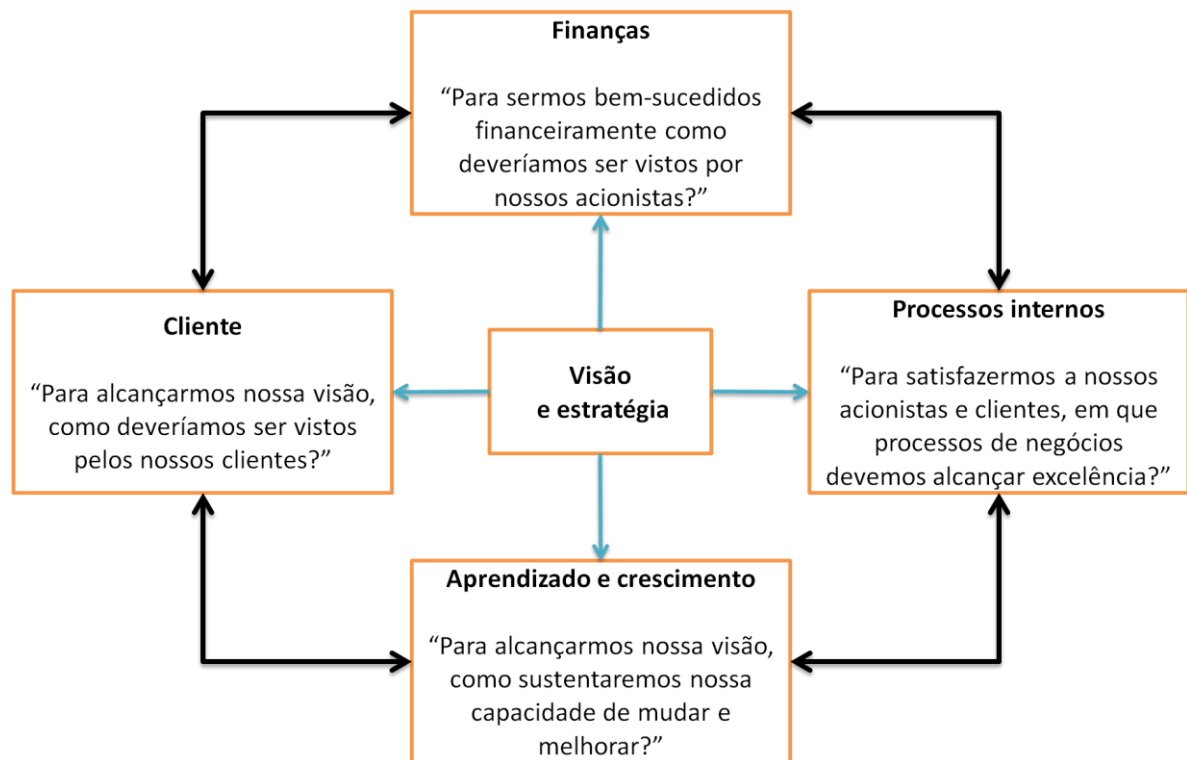 Finanças
“Para sermos bem-sucedidos
financeiramente como
deveríamos ser vistos por
nossos acionistas?”
Cliente
“Para alcançarmos nossa visão,
como deveríamos ser vistos
pelos nossos clientes?”
Visão
e estratégia
Processos internos
“Para satisfazermos a nossos
acionistas e clientes, em que
processos de negócios
devemos alcançar excelência?”
Aprendizado e crescimento
“Para alcançarmos nossa visão,
como sustentaremos nossa
capacidade de mudar e
melhorar?”